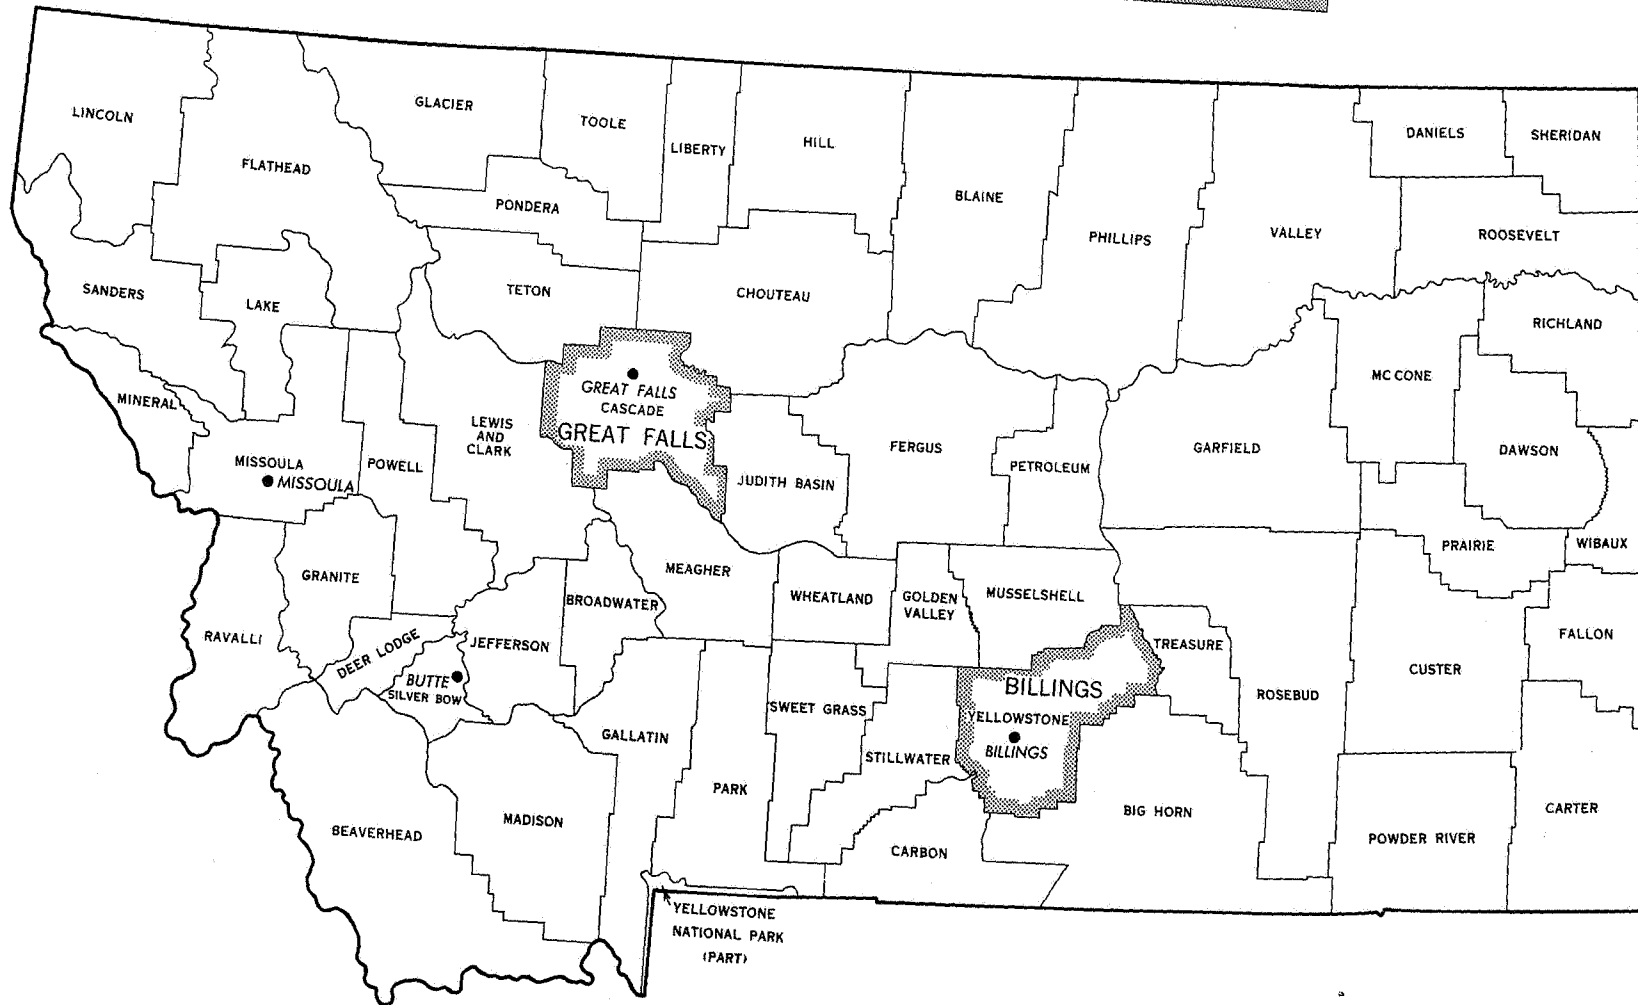 LINCOLN
FLATHEAD
GLACIER
TOOLE
LIBERTY
HILL
BLAINE
PHILLIPS
VALLEY
DANIELS
SHERIDAN
ROOSEVELT
PONDERA
TETON
CHOUTEAU
SANDERS
LAKE
RICHLAND
MC CONE
MINERAL
GREAT FALLS
CASCADE
GREAT FALLS
LEWIS
AND
CLARK
MISSOULA
MISSOULA
POWELL
JUDITH BASIN
FERGUS
PETROLEUM
GARFIELD
DAWSON
PRAIRIE
WIBAUX
GRANITE
MEAGHER
BROADWATER
WHEATLAND
GOLDEN
VALLEY
MUSSELSHELL
RAVALLI
DEER LODGE
JEFFERSON
TREASURE
FALLON
BUTTE
SILVER BOW
BILLINGS
YELLOWSTONE
BILLINGS
ROSEBUD
CUSTER
GALLATIN
SWEET GRASS
STILLWATER
PARK
BEAVERHEAD
MADISON
CARBON
BIG HORN
POWDER RIVER
CARTER
YELLOWSTONE
NATIONAL PARK
(PART)